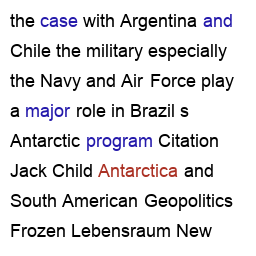 the case with Argentina and
Chile the military especially
the Navy and Air Force play
a major role in Brazil s
Antarctic program Citation
Jack Child Antarctica and
South American Geopolitics
Frozen Lebensraum New